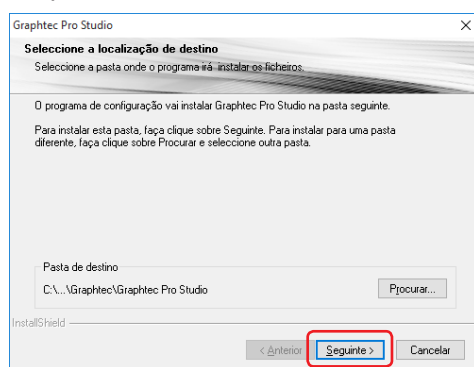 Graphtec Pro Studio
Seleccione a localização de destino
Seleccione a pasta onde o programa irá instalar os ficheiros.
O programa de configuração vai instalar Graphtec Pro Studio na pasta seguinte.
Para instalar esta pasta, faça clique sobre Seguinte. Para instalar para uma pasta
diferente, faça clique sobre Procurar e seleccione outra pasta.
Pasta de destino
C:\...\Graphtec\Graphtec Pro Studio
Procurar...
InstallShield
< Anterior
Seguinte >
Cancelar